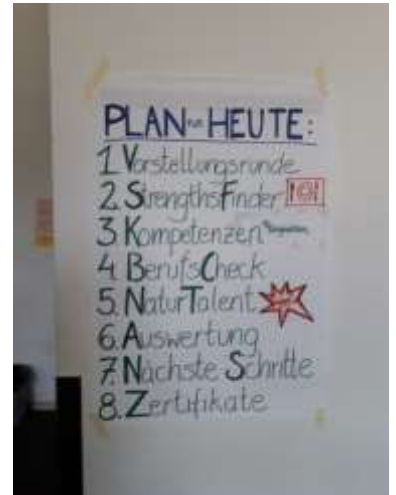 PLAN HEUTE:
1. Vorstellungsrunde
2. StrengthsFinder
3. Kompetenzen
4. BerufsCheck
5. NaturTalent
6. Auswertung
7. Nächste Schritte
8. Zertifikate